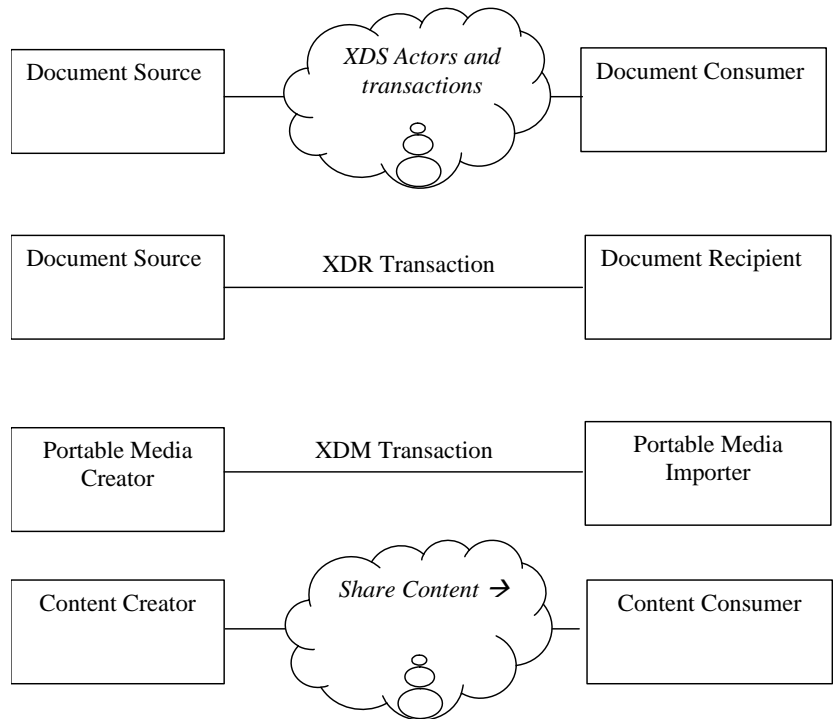 Document Source
XDS Actors and
transactions
Document Consumer
Document Source
XDR Transaction
Document Recipient
Portable Media
Creator
XDM Transaction
Portable Media
Importer
Content Creator
Share Content →
Content Consumer